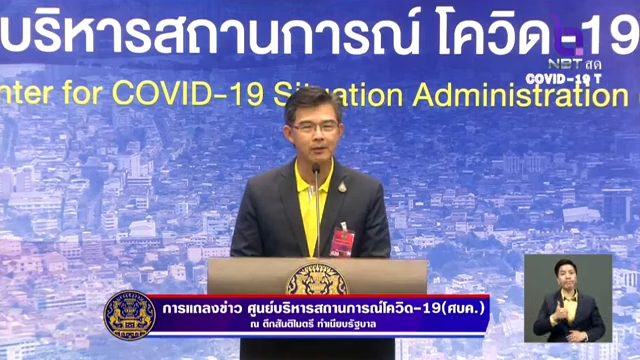 บริหารสถานการณ์ โควิด-19
nter for COVID-19 Situation Administration
NBT สด
COVID-19 T
การแถลงข่าว ศูนย์บริหารสถานการณ์โควิด-19(ศบค.)
ณ ตึกสันติไมตรี ทำเนียบรัฐบาล